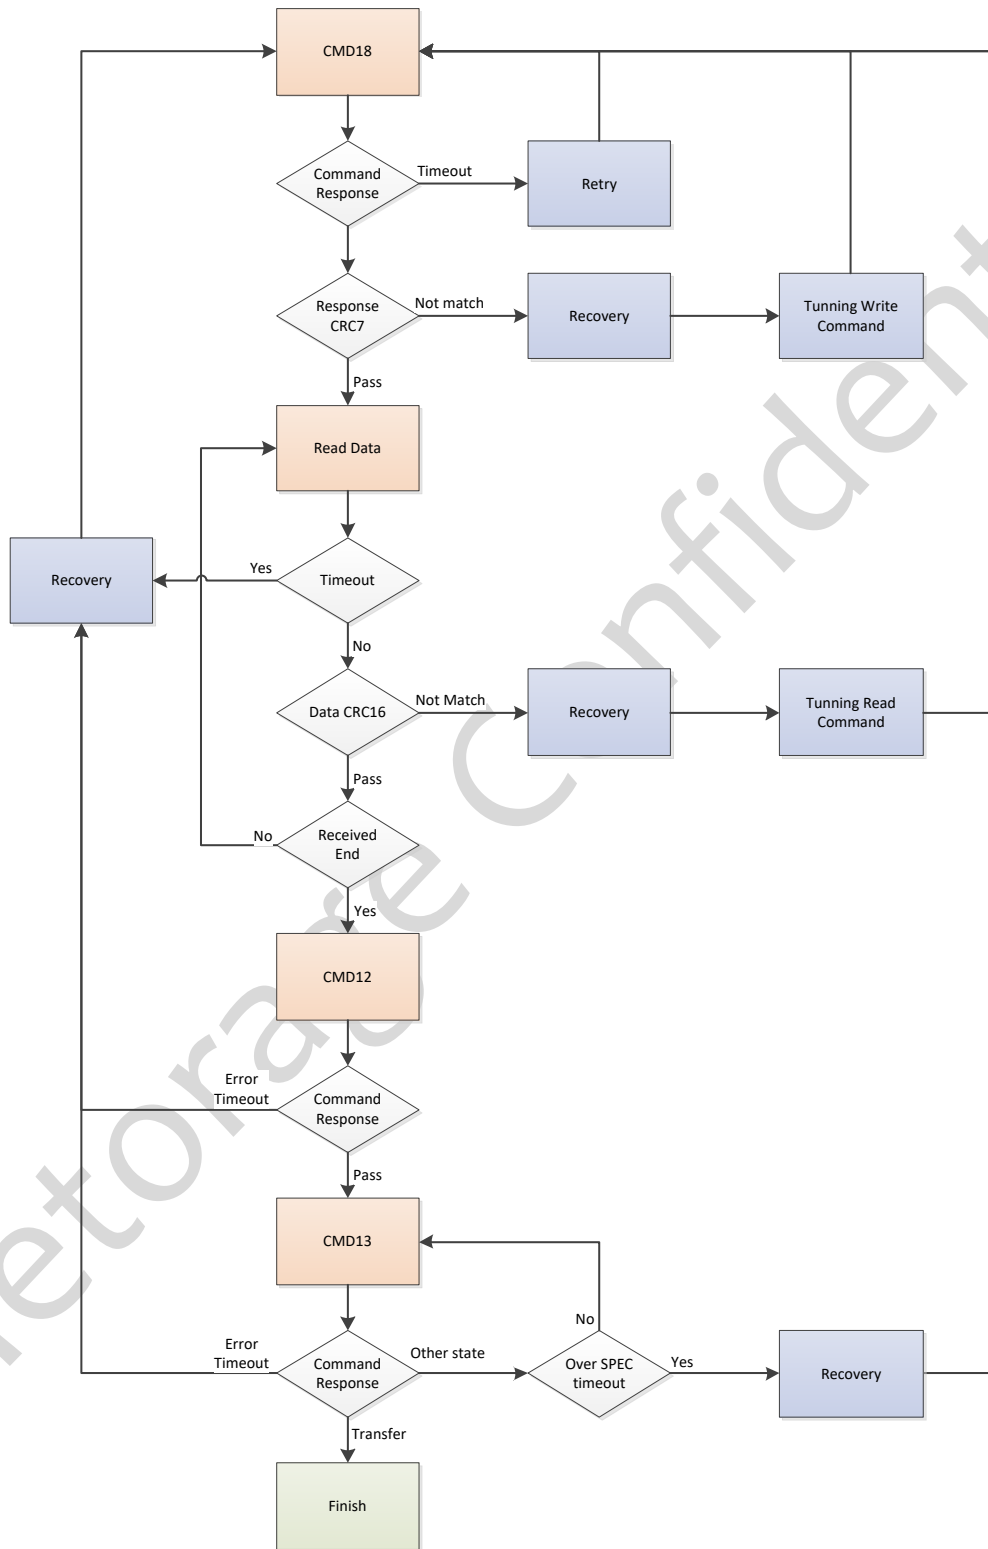 CMD18
Command
Response
Timeout
Retry
Response
CRC7
Not match
Recovery
Tunning Write
Command
Pass
Read Data
Recovery
Yes
Timeout
No
Data CRC16
Not Match
Recovery
Tunning Read
Command
Pass
No
Received
End
Yes
CMD12
Error
Timeout
Command
Response
Pass
CMD13
No
Error
Timeout
Command
Response
Other state
Over SPEC
timeout
Yes
Recovery
Transfer
Finish